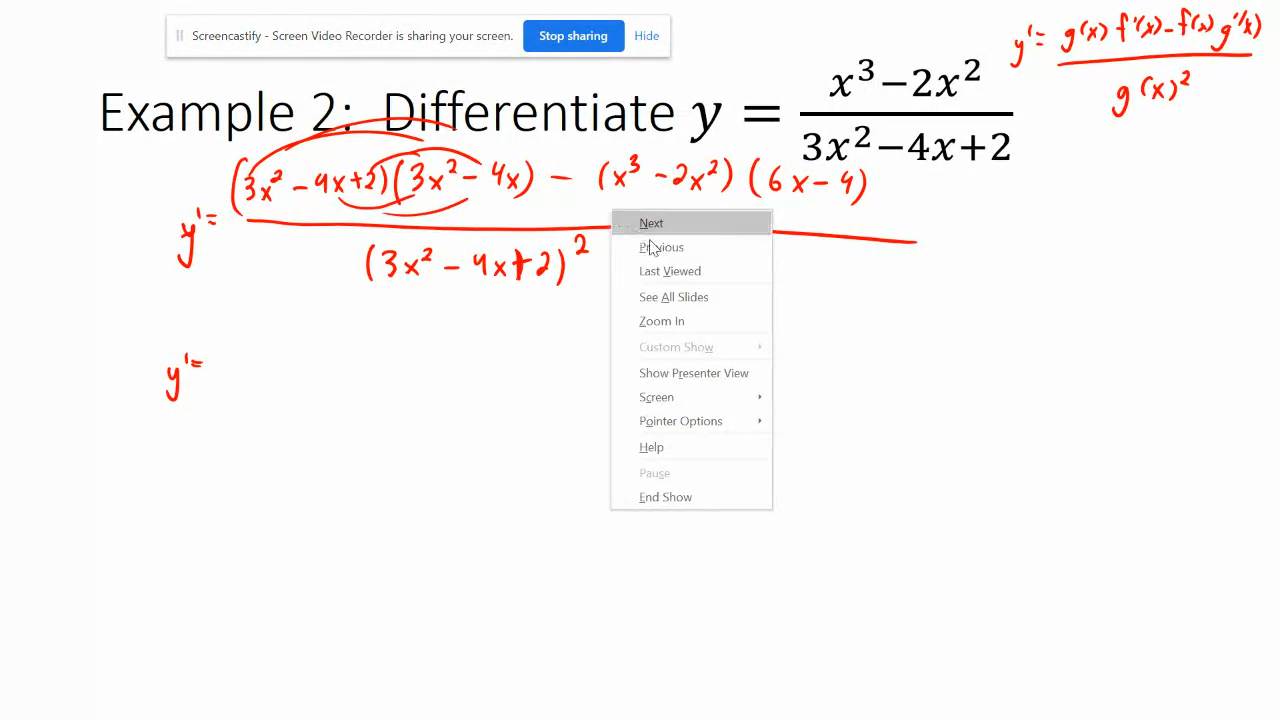 Screencastify - Screen Video Recorder is sharing your screen. Stop sharing Hide
y' = g(x) f'(x) - f(x) g'(x) / g(x)²
Example 2: Differentiate y = x³−2x² / 3x²−4x+2
y' = (3x² - 4x+2)(3x² - 4x) - (x³ - 2x²)(6x - 4) / (3x² - 4x+2)²
y' =
Next
Previous
Last Viewed
See All Slides
Zoom In
Custom Show
Show Presenter View
Screen
Pointer Options
Help
Pause
End Show